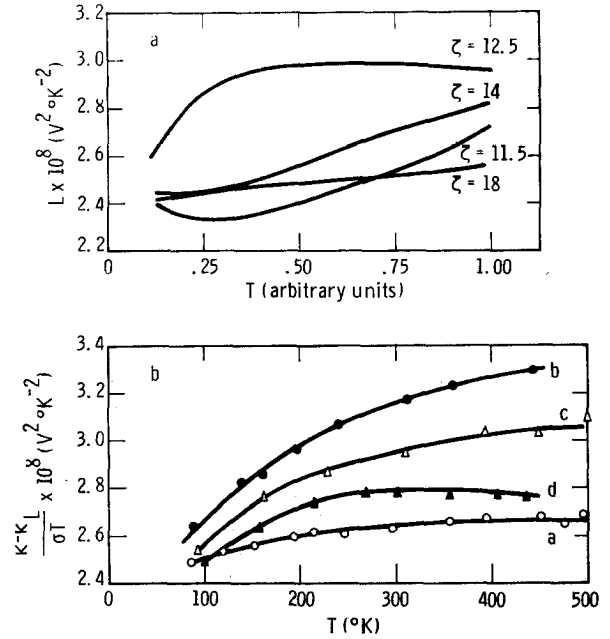 a
L x 10⁸ (V² °K⁻²)
3.2
3.0
2.8
2.6
2.4
2.2
ζ = 12.5
ζ = 14
ζ = 11.5
ζ = 18
0 .25 .50 .75 1.00
T (arbitrary units)
b
κ-κL / σT x 10⁸ (V² °K⁻²)
3.4
3.2
3.0
2.8
2.6
2.4
b
c
d
a
0 100 200 300 400 500
T (°K)